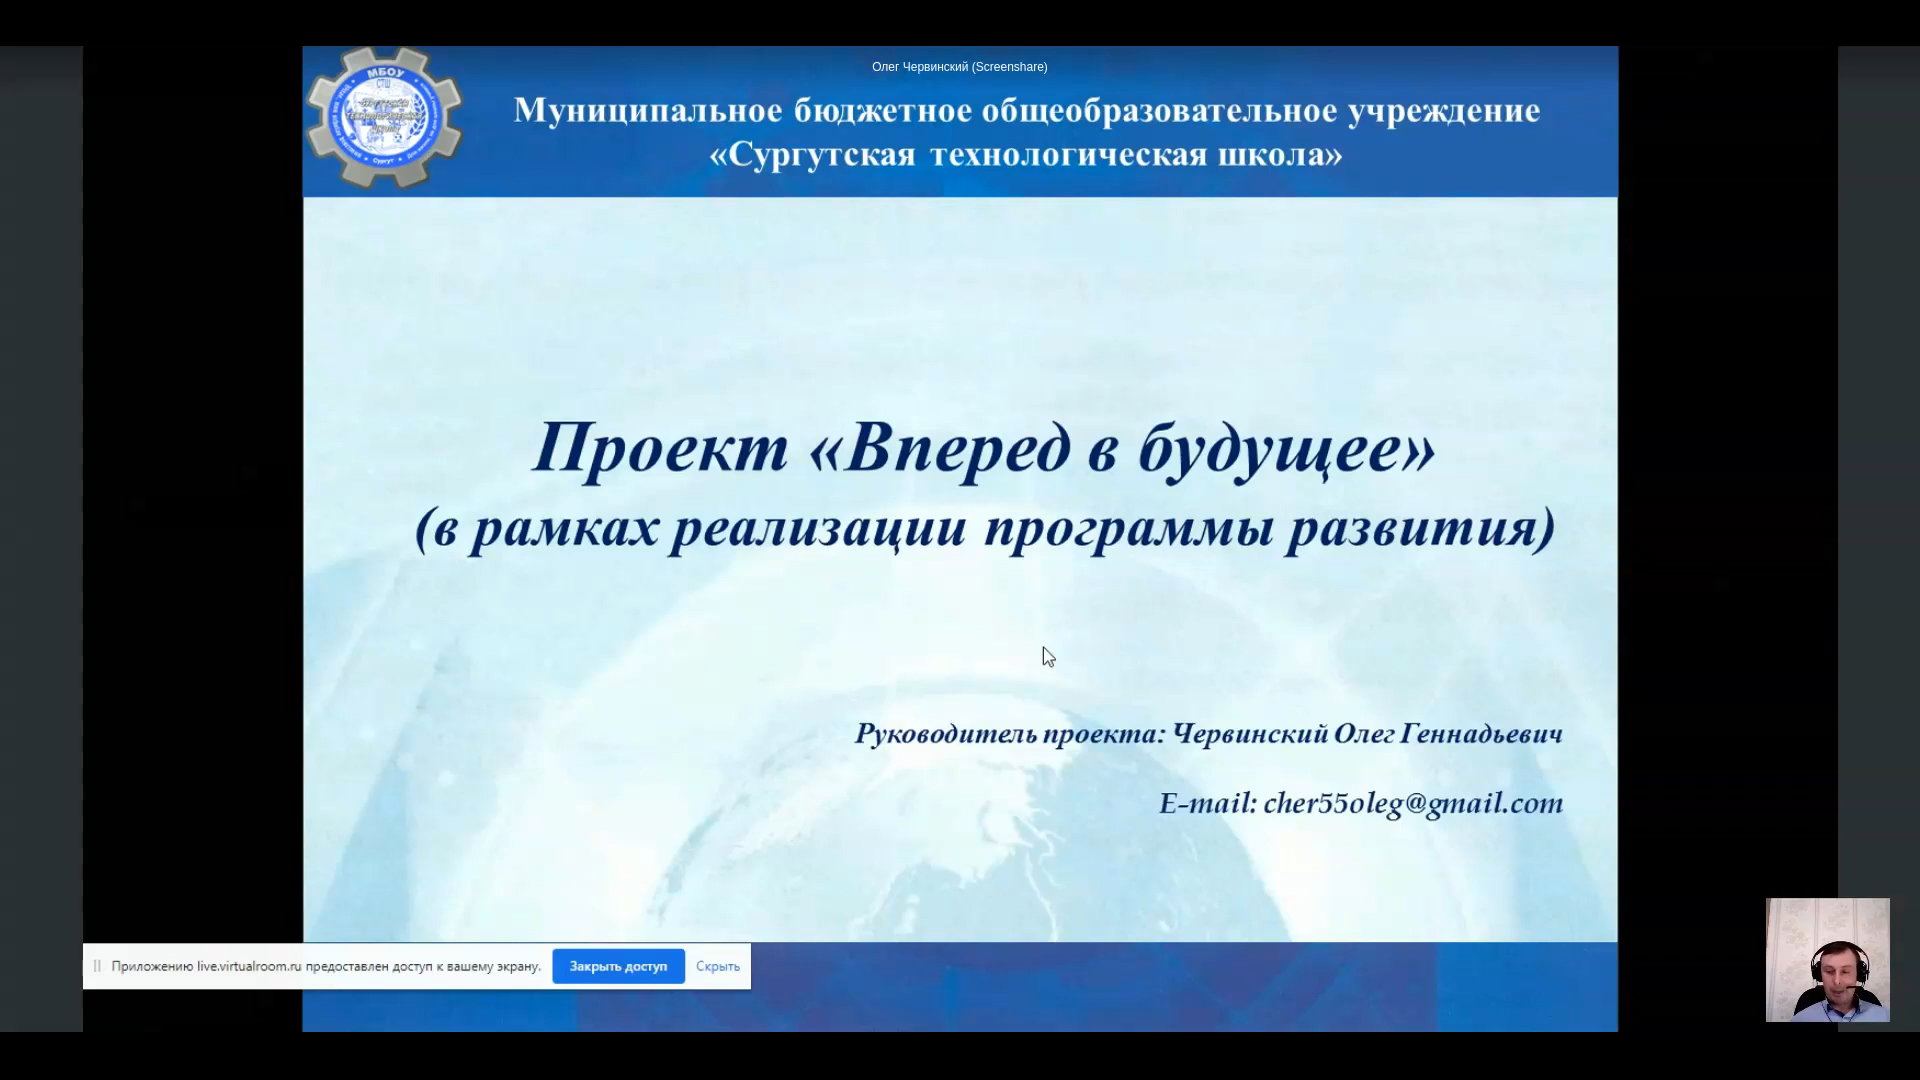 Олег Червинский (Screenshare)
МБОУ
СТШ
Сургут
Муниципальное бюджетное общеобразовательное учреждение
«Сургутская технологическая школа»
Проект «Вперед в будущее»
(в рамках реализации программы развития)
Руководитель проекта: Червинский Олег Геннадьевич
E-mail: cher55oleg@gmail.com
Приложению live.virtualroom.ru предоставлен доступ к вашему экрану. Закрыть доступ Скрыть